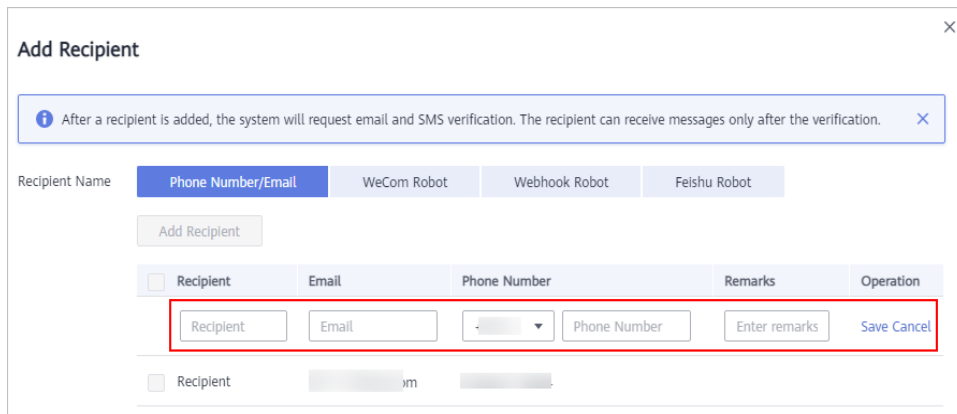 Add Recipient
After a recipient is added, the system will request email and SMS verification. The recipient can receive messages only after the verification.
Recipient Name Phone Number/Email WeCom Robot Webhook Robot Feishu Robot
Add Recipient
Recipient Email Phone Number Remarks Operation
Recipient Email Phone Number Enter remarks Save Cancel
Recipient